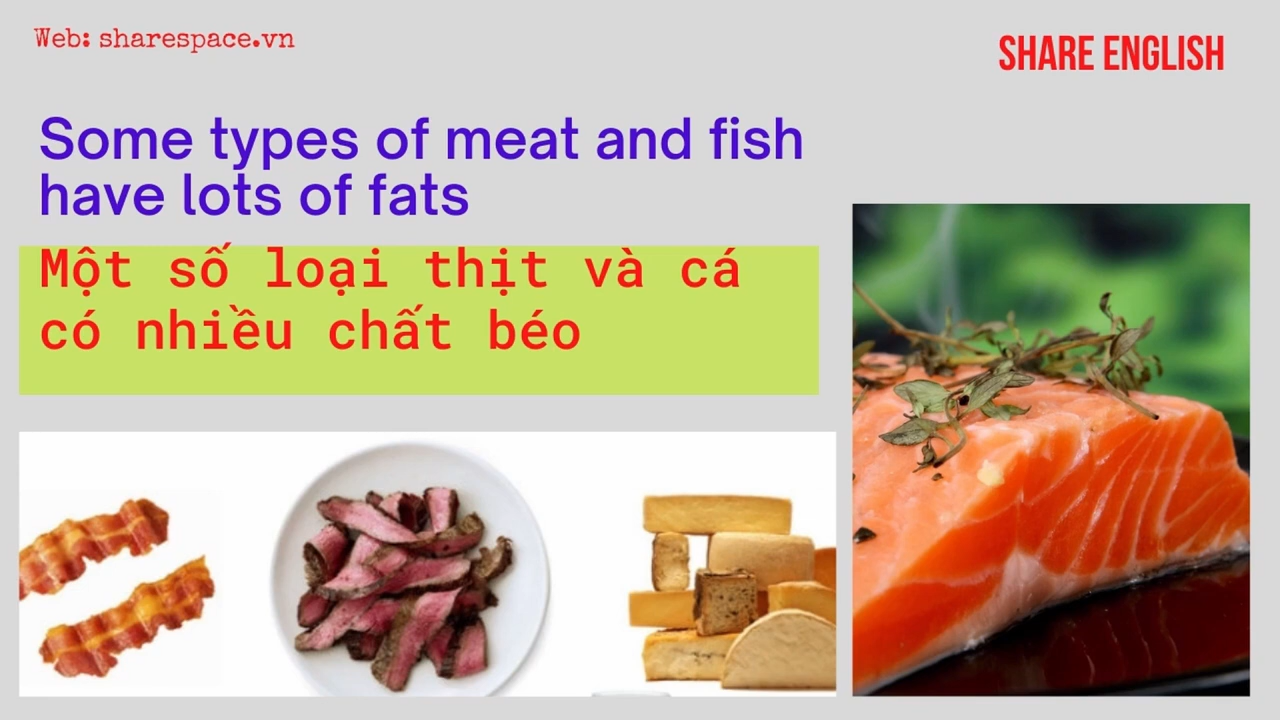 Web: sharespace.vn
SHARE ENGLISH
Some types of meat and fish
have lots of fats
Một số loại thịt và cá
có nhiều chất béo